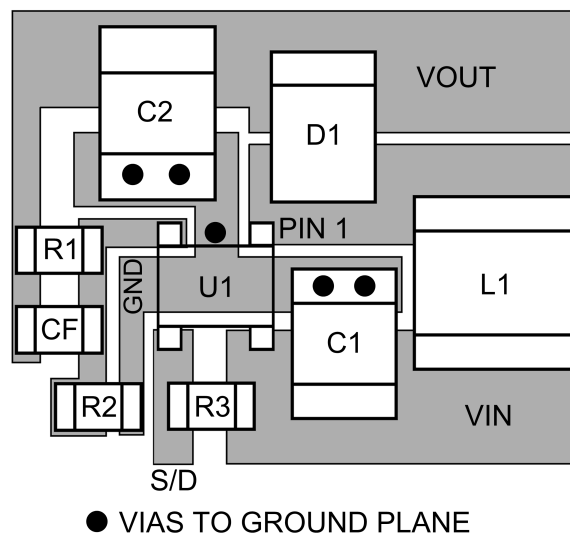 VOUT
C2
D1
PIN 1
R1
GND
U1
L1
CF
C1
R2
R3
VIN
S/D
VIAS TO GROUND PLANE